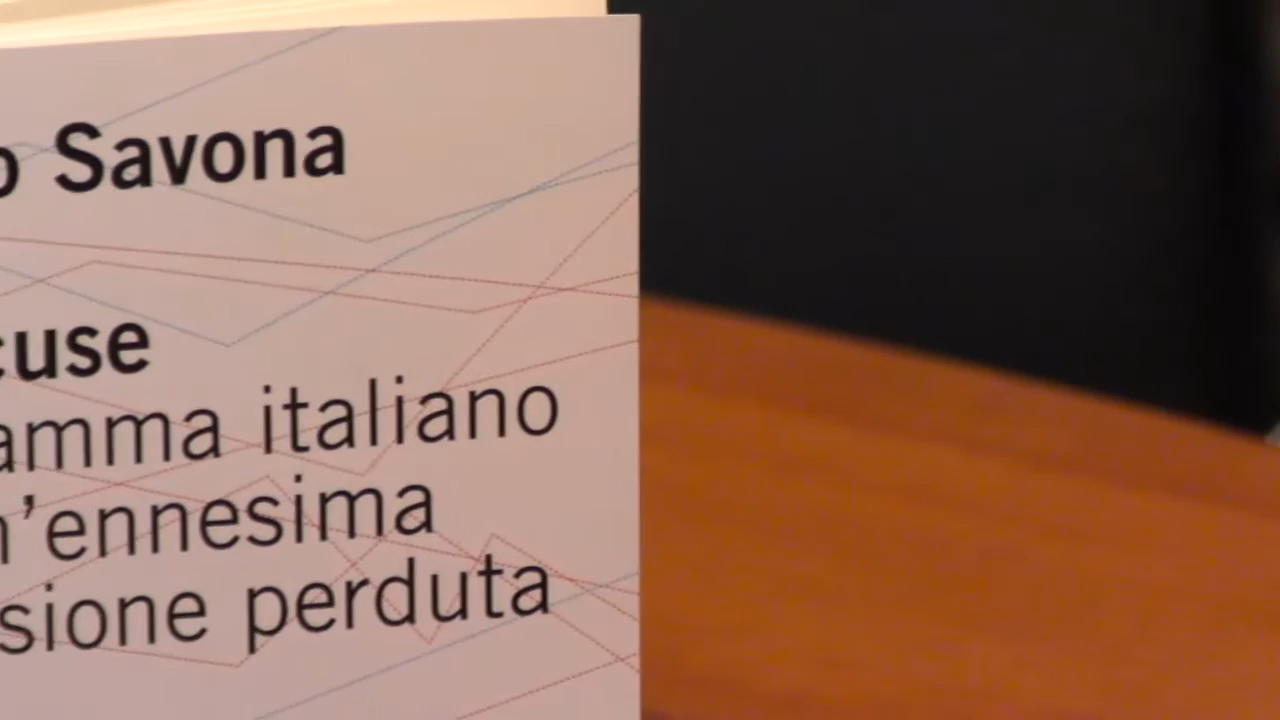 o Savona
cuse
amma italiano
n'ennesima
sione perduta